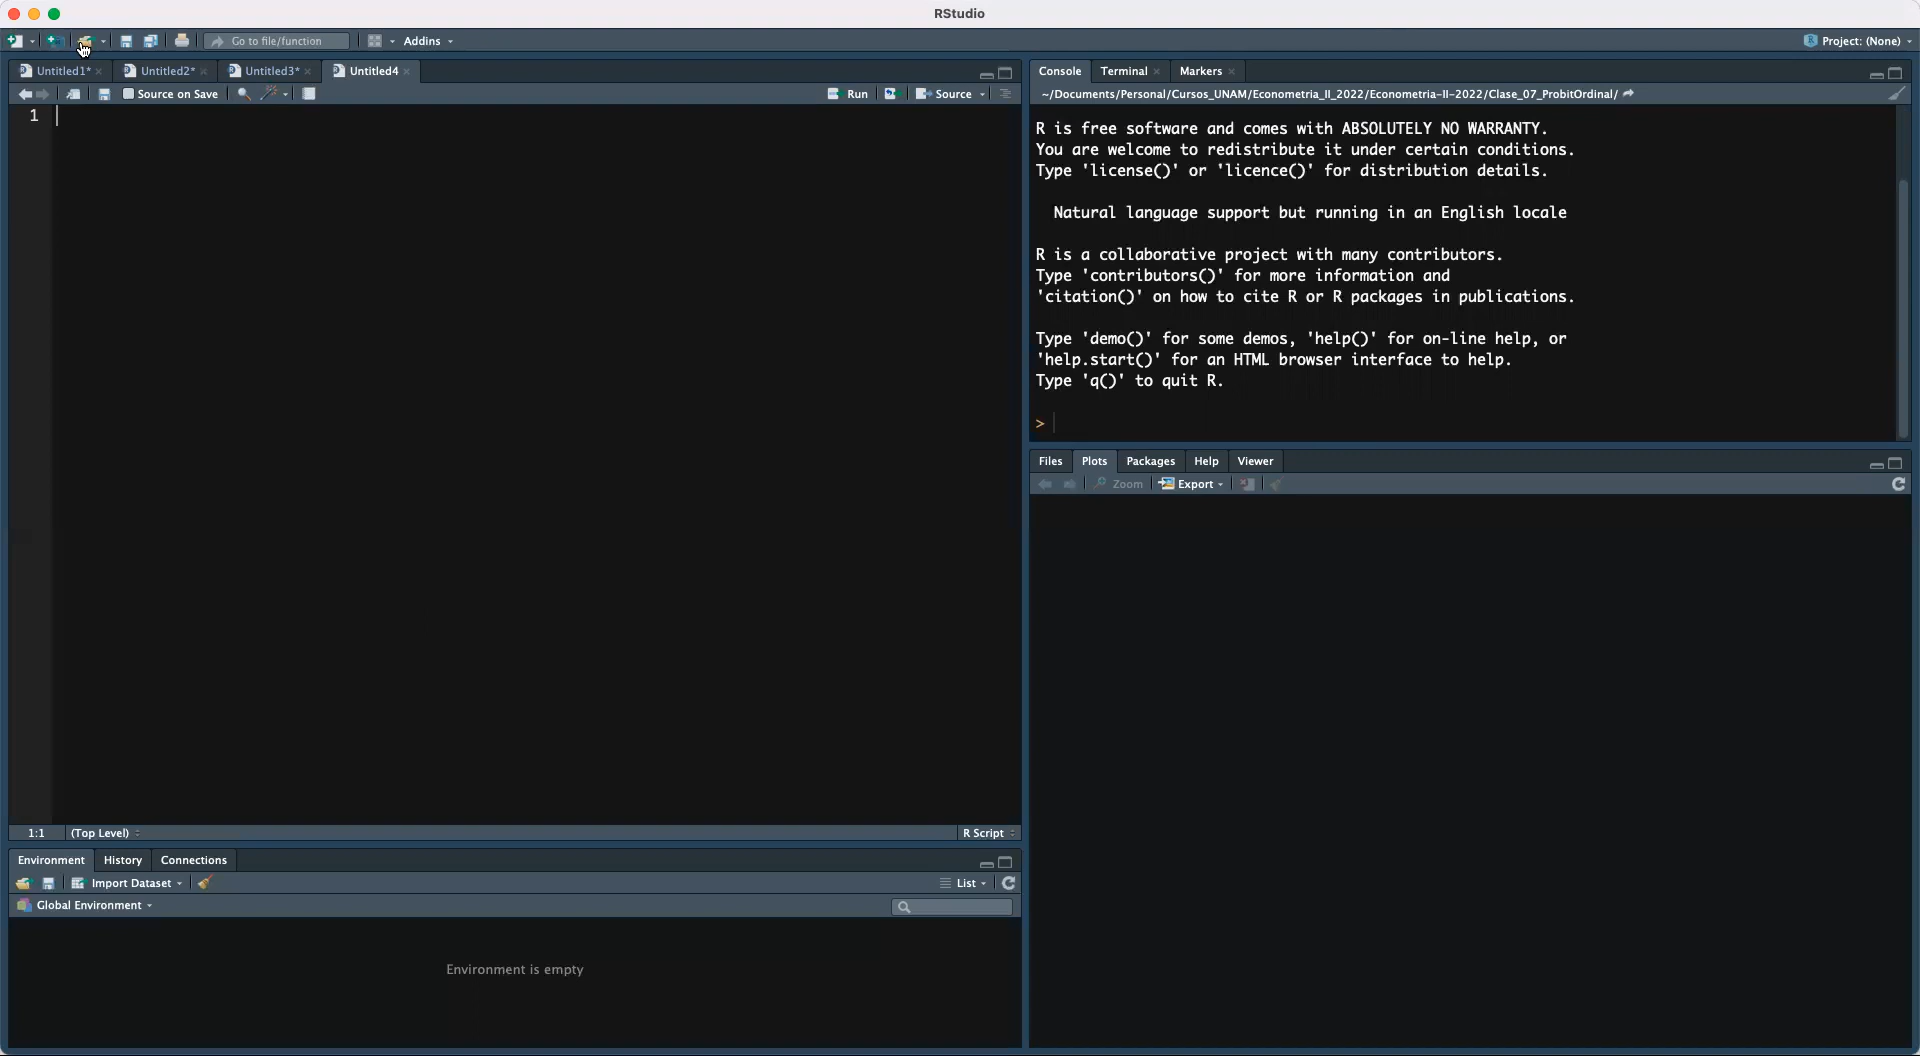 RStudio
Go to file/function
Addins
Project: (None)
Untitled1*
Untitled2*
Untitled3*
Untitled4
Source on Save
Run
Source
1
1:1
(Top Level)
R Script
Environment
History
Connections
Import Dataset
List
Global Environment
Environment is empty
Console
Terminal
Markers
~/Documents/Personal/Cursos_UNAM/Econometria_II_2022/Econometria-II-2022/Clase_07_ProbitOrdinal/
R is free software and comes with ABSOLUTELY NO WARRANTY.
You are welcome to redistribute it under certain conditions.
Type 'license()' or 'licence()' for distribution details.
Natural language support but running in an English locale
R is a collaborative project with many contributors.
Type 'contributors()' for more information and
'citation()' on how to cite R or R packages in publications.
Type 'demo()' for some demos, 'help()' for on-line help, or
'help.start()' for an HTML browser interface to help.
Type 'q()' to quit R.
>
Files
Plots
Packages
Help
Viewer
Zoom
Export